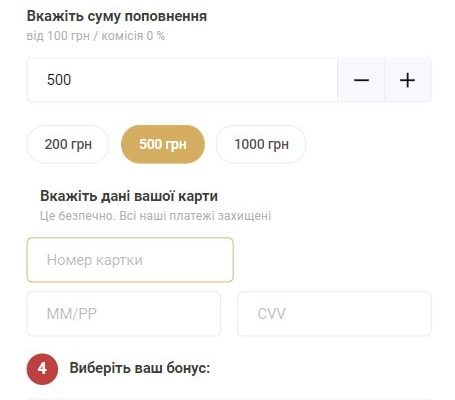 Вкажіть суму поповнення
від 100 грн / комісія 0 %
500
200 грн 500 грн 1000 грн
Вкажіть дані вашої карти
Це безпечно. Всі наші платежі захищені
Номер картки
ММ/РР CVV
4 Виберіть ваш бонус: